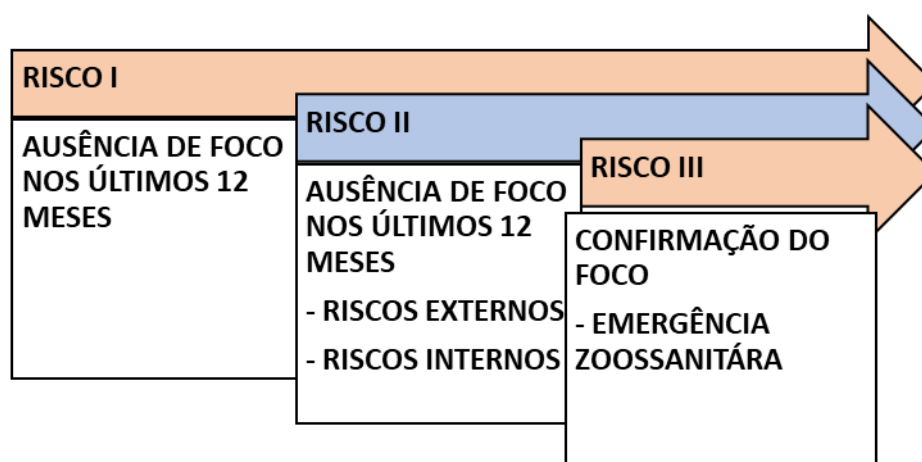 RISCO I
AUSÊNCIA DE FOCO
NOS ÚLTIMOS 12
MESES
RISCO II
AUSÊNCIA DE FOCO
NOS ÚLTIMOS 12
MESES
- RISCOS EXTERNOS
- RISCOS INTERNOS
RISCO III
CONFIRMAÇÃO DO
FOCO
- EMERGÊNCIA
ZOOSSANITÁRA